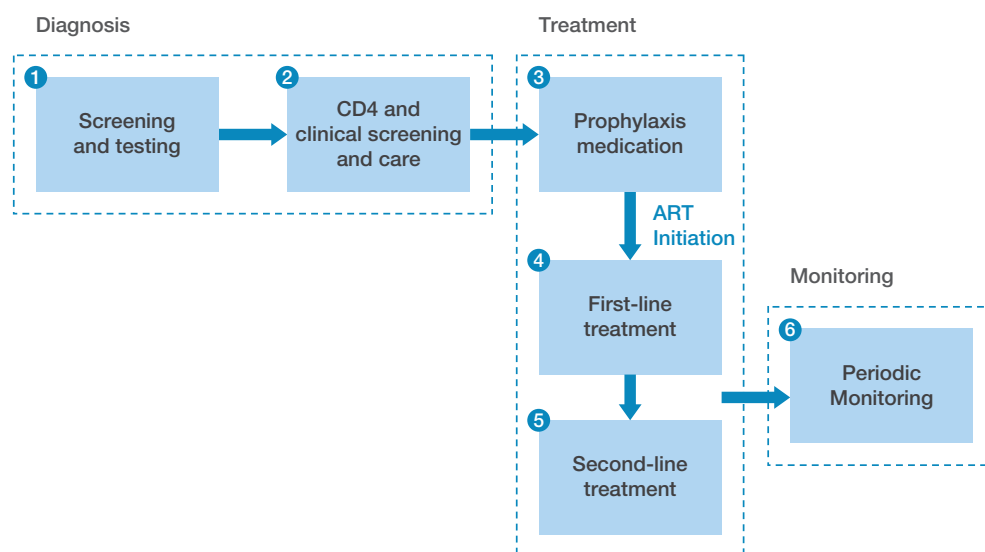 Diagnosis
1
Screening
and testing
2
CD4 and
clinical screening
and care
Treatment
3
Prophylaxis
medication
ART
Initiation
4
First-line
treatment
5
Second-line
treatment
Monitoring
6
Periodic
Monitoring